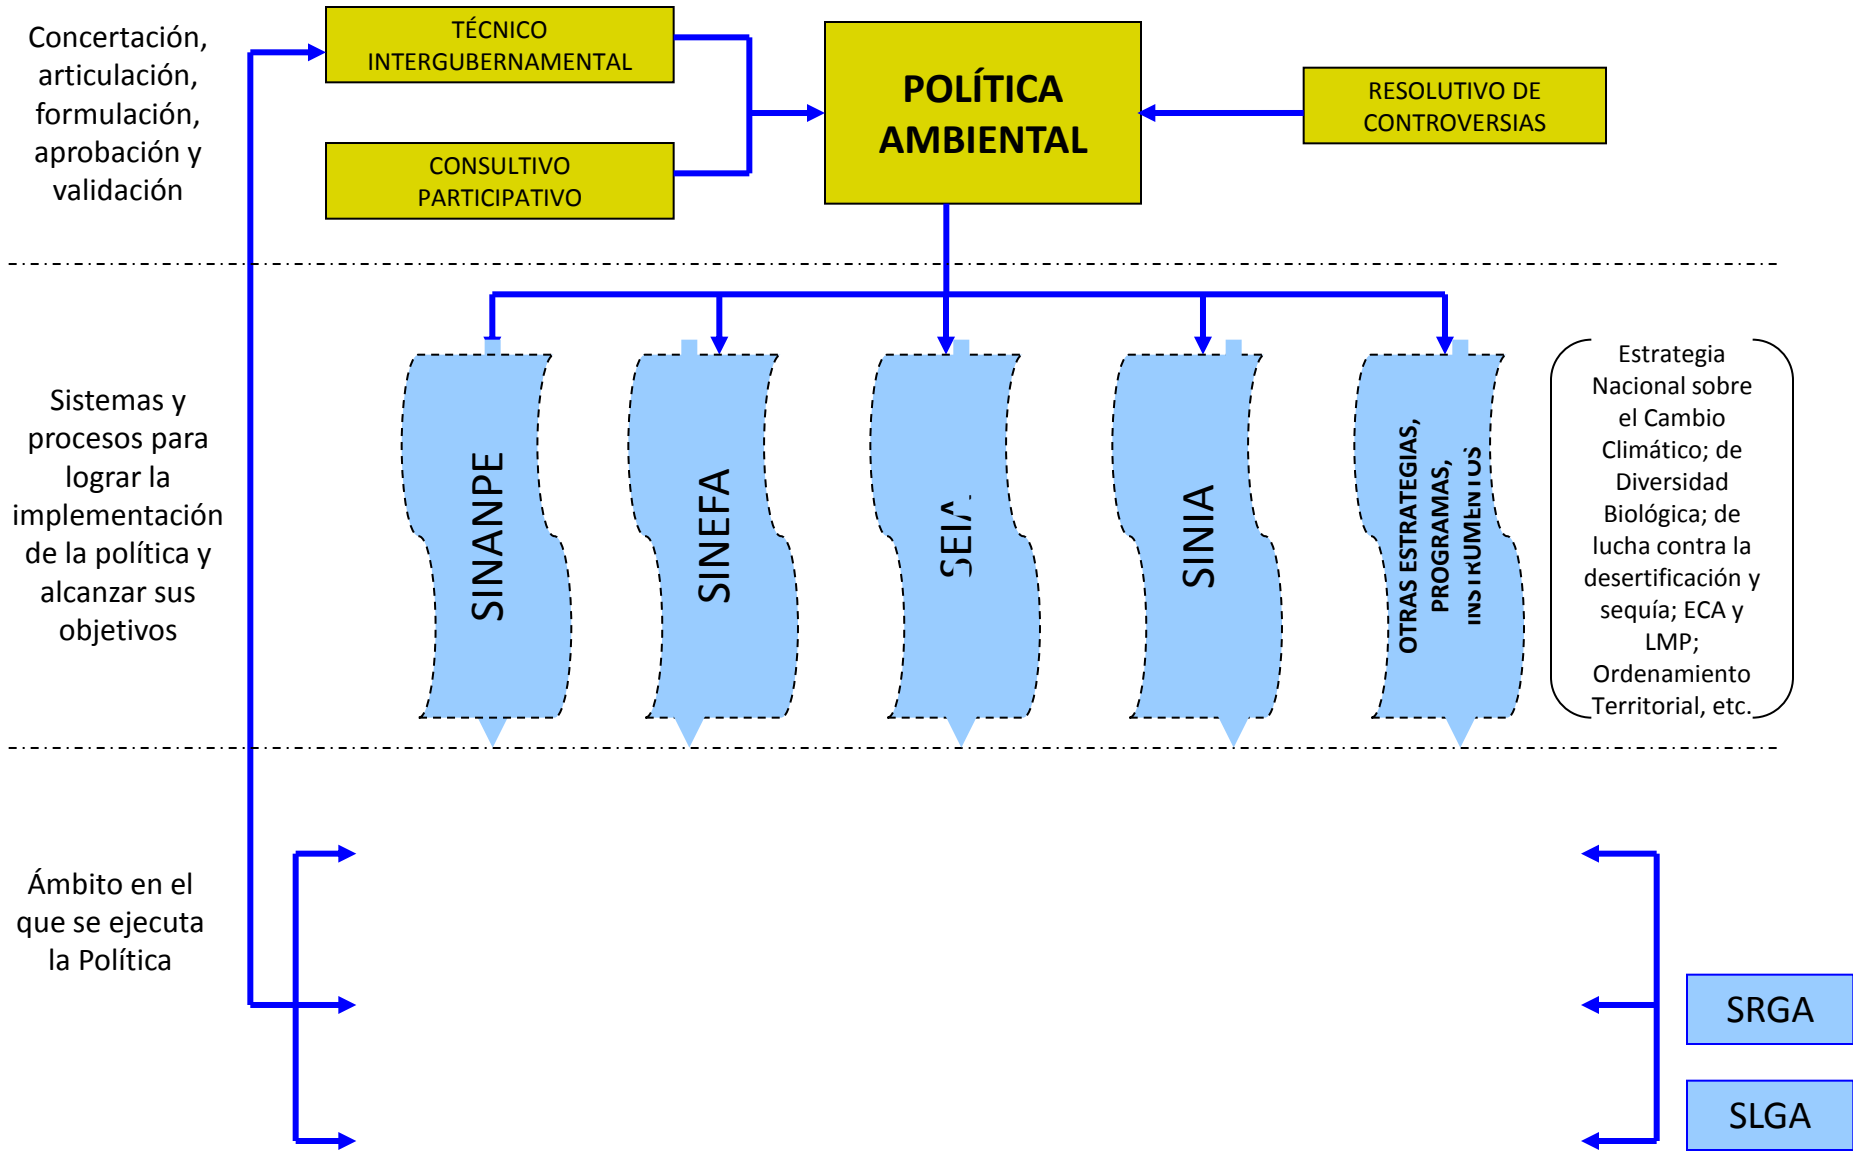 Concertación,
articulación,
formulación,
aprobación y
validación
TÉCNICO
INTERGUBERNAMENTAL
CONSULTIVO
PARTICIPATIVO
POLÍTICA
AMBIENTAL
RESOLUTIVO DE
CONTROVERSIAS
Sistemas y
procesos para
lograr la
implementación
de la política y
alcanzar sus
objetivos
SINANPE
SINEFA
SEIA
SINIA
OTRAS ESTRATEGIAS,
PROGRAMAS,
INSTRUMENTOS
Estrategia
Nacional sobre
el Cambio
Climático; de
Diversidad
Biológica; de
lucha contra la
desertificación y
sequía; ECA y
LMP;
Ordenamiento
Territorial, etc.
Ámbito en el
que se ejecuta
la Política
SRGA
SLGA